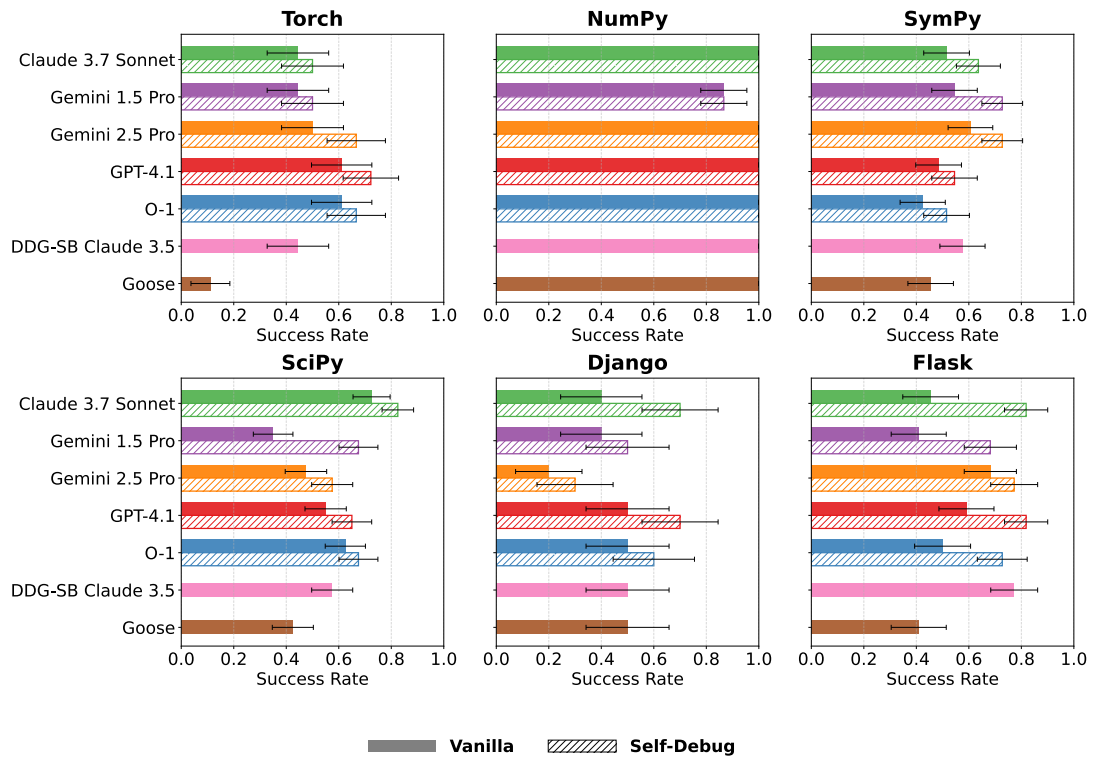 Torch
NumPy
SymPy
Claude 3.7 Sonnet
Gemini 1.5 Pro
Gemini 2.5 Pro
GPT-4.1
O-1
DDG-SB Claude 3.5
Goose
0.0 0.2 0.4 0.6 0.8 1.0
0.0 0.2 0.4 0.6 0.8 1.0
0.0 0.2 0.4 0.6 0.8 1.0
Success Rate
Success Rate
Success Rate
SciPy
Django
Flask
Claude 3.7 Sonnet
Gemini 1.5 Pro
Gemini 2.5 Pro
GPT-4.1
O-1
DDG-SB Claude 3.5
Goose
0.0 0.2 0.4 0.6 0.8 1.0
0.0 0.2 0.4 0.6 0.8 1.0
0.0 0.2 0.4 0.6 0.8 1.0
Success Rate
Success Rate
Success Rate
Vanilla
Self-Debug